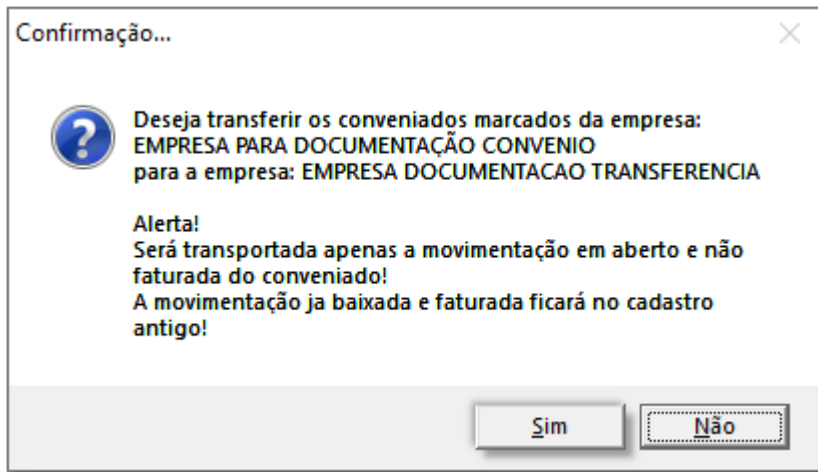 Confirmação...
Deseja transferir os conveniados marcados da empresa:
EMPRESA PARA DOCUMENTAÇÃO CONVENIO
para a empresa: EMPRESA DOCUMENTACAO TRANSFERENCIA
Alerta!
Será transportada apenas a movimentação em aberto e não
faturada do conveniado!
A movimentação ja baixada e faturada ficará no cadastro
antigo!
Sim
Não